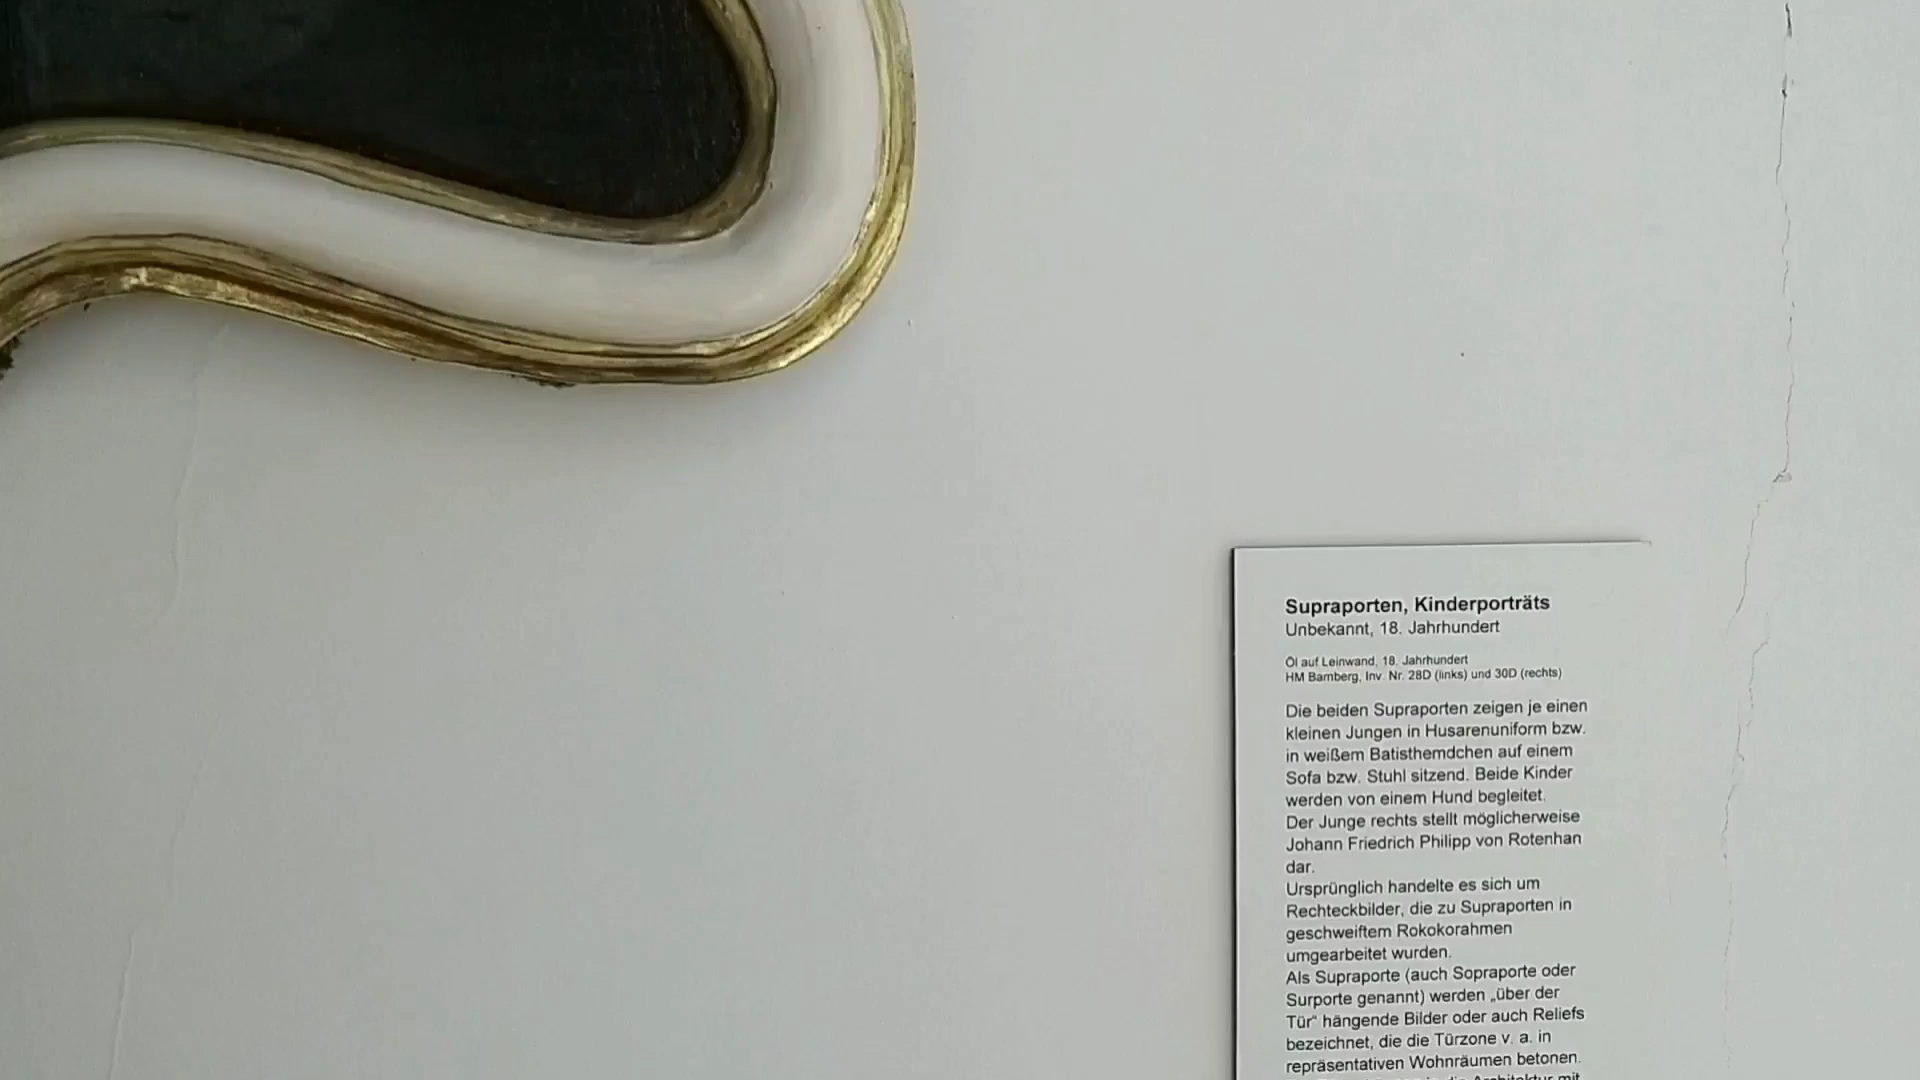 Supraporten, Kinderporträts
Unbekannt, 18. Jahrhundert
Öl auf Leinwand, 18. Jahrhundert
HM Bamberg, Inv. Nr. 28D (links) und 30D (rechts)
Die beiden Supraporten zeigen je einen
kleinen Jungen in Husarenuniform bzw.
in weißem Batisthemdchen auf einem
Sofa bzw. Stuhl sitzend. Beide Kinder
werden von einem Hund begleitet.
Der Junge rechts stellt möglicherweise
Johann Friedrich Philipp von Rotenhan
dar.
Ursprünglich handelte es sich um
Rechteckbilder, die zu Supraporten in
geschweiftem Rokokorahmen
umgearbeitet wurden.
Als Supraporte (auch Sopraporte oder
Surporte genannt) werden „über der
Tür“ hängende Bilder oder auch Reliefs
bezeichnet, die die Türzone v. a. in
repräsentativen Wohnräumen betonen.
die Architektur mit